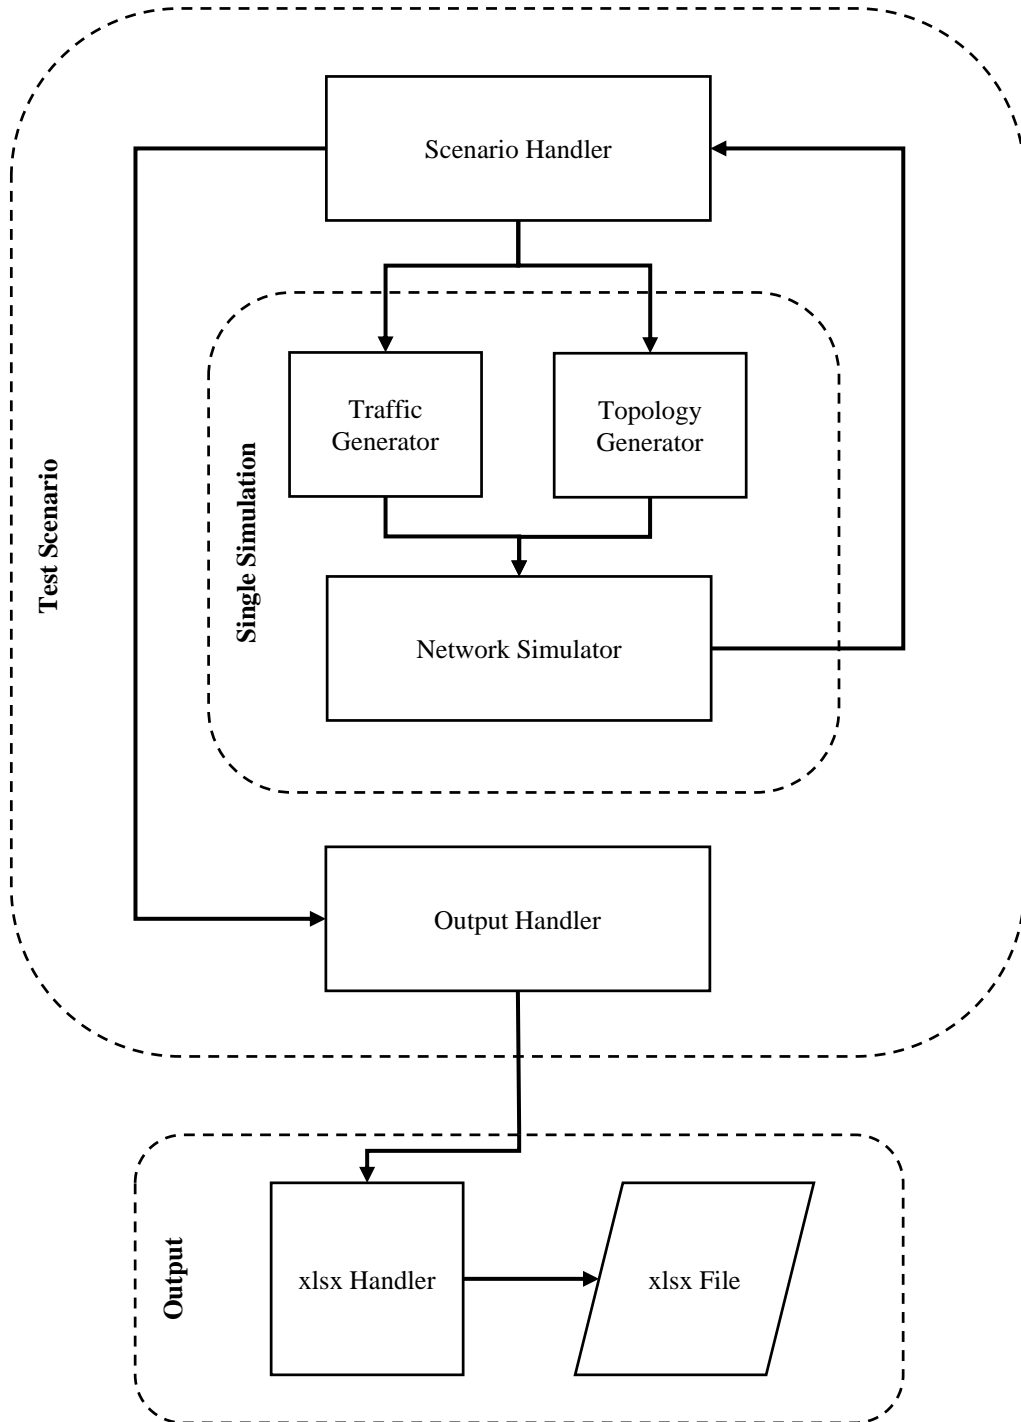 Scenario Handler
Traffic
Generator
Topology
Generator
Single Simulation
Test Scenario
Network Simulator
Output Handler
Output
xlsx Handler
xlsx File